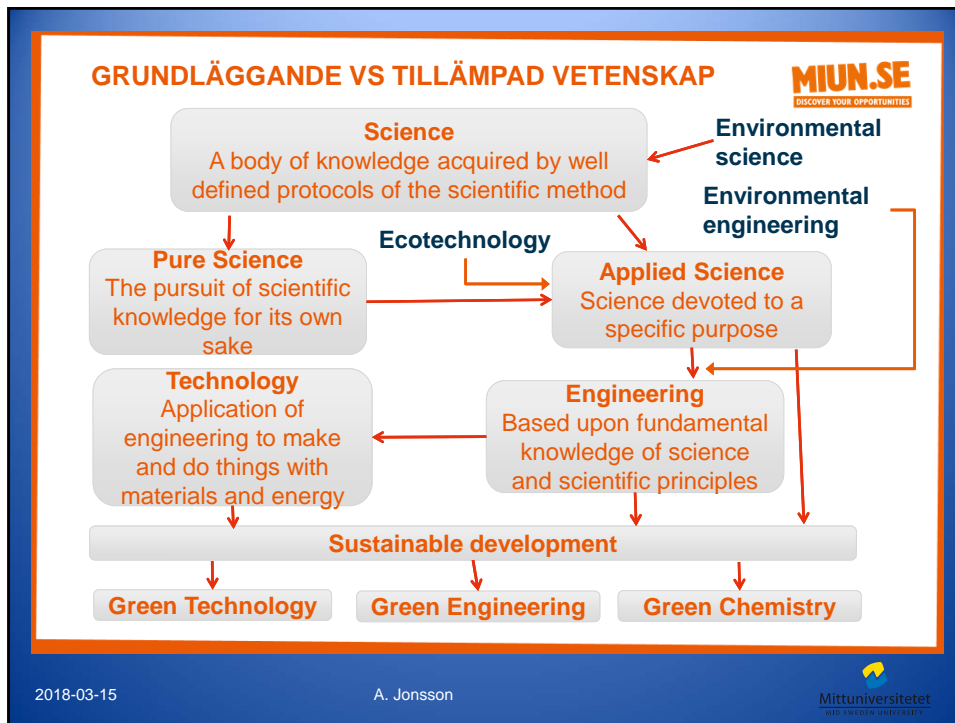 GRUNDLÄGGANDE VS TILLÄMPAD VETENSKAP
MIUN.SE
DISCOVER YOUR OPPORTUNITIES
Science
A body of knowledge acquired by well
defined protocols of the scientific method
Environmental
science
Environmental
engineering
Ecotechnology
Pure Science
The pursuit of scientific
knowledge for its own
sake
Applied Science
Science devoted to a
specific purpose
Technology
Application of
engineering to make
and do things with
materials and energy
Engineering
Based upon fundamental
knowledge of science
and scientific principles
Sustainable development
Green Technology
Green Engineering
Green Chemistry
2018-03-15
A. Jonsson
Mittuniversitetet
MID SWEDEN UNIVERSITY